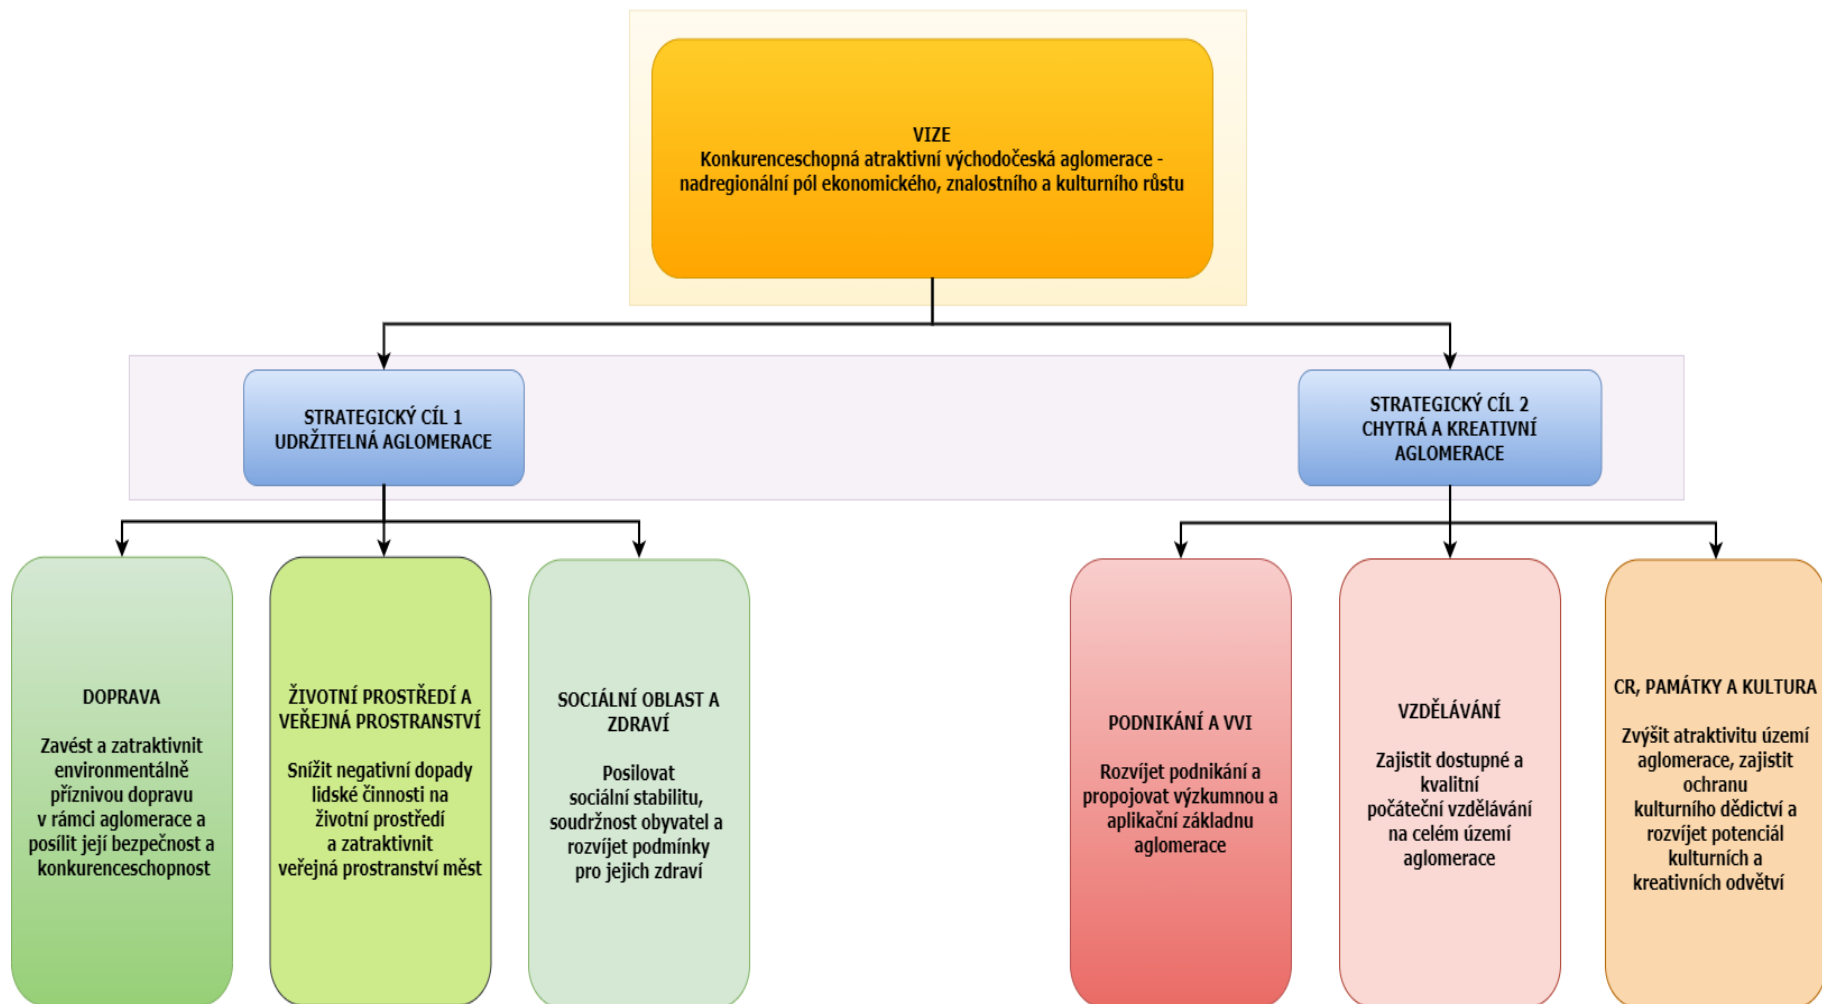 VIZE
Konkurenceschopná atraktivní východočeská aglomerace -
nadregionální pól ekonomického, znalostního a kulturního růstu
STRATEGICKÝ CÍL 1
UDRŽITELNÁ AGLOMERACE
STRATEGICKÝ CÍL 2
CHYTRÁ A KREATIVNÍ
AGLOMERACE
DOPRAVA
Zavést a zatraktivnit
environmentálně
příznivou dopravu
v rámci aglomerace a
posílit její bezpečnost a
konkurenceschopnost
ŽIVOTNÍ PROSTŘEDÍ A
VEŘEJNÁ PROSTRANSTVÍ
Snížit negativní dopady
lidské činnosti na
životní prostředí
a zatraktivnit
veřejná prostranství měst
SOCIÁLNÍ OBLAST A
ZDRAVÍ
Posilovat
sociální stabilitu,
soudržnost obyvatel a
rozvíjet podmínky
pro jejich zdraví
PODNIKÁNÍ A VVI
Rozvíjet podnikání a
propojovat výzkumnou a
aplikační základnu
aglomerace
VZDĚLÁVÁNÍ
Zajistit dostupné a
kvalitní
počáteční vzdělávání
na celém území
aglomerace
CR, PAMÁTKY A KULTURA
Zvýšit atraktivitu území
aglomerace, zajistit
ochranu
kulturního dědictví a
rozvíjet potenciál
kulturních a
kreativních odvětví